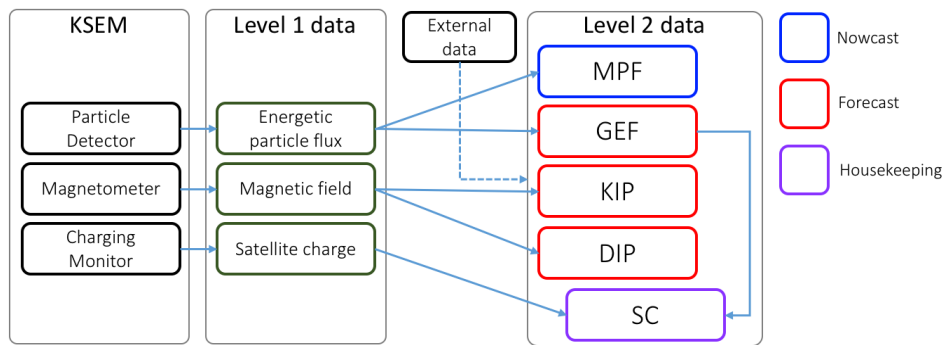 KSEM
Particle
Detector
Magnetometer
Charging
Monitor
Level 1 data
Energetic
particle flux
Magnetic field
Satellite charge
External
data
Level 2 data
MPF
GEF
KIP
DIP
SC
Nowcast
Forecast
Housekeeping